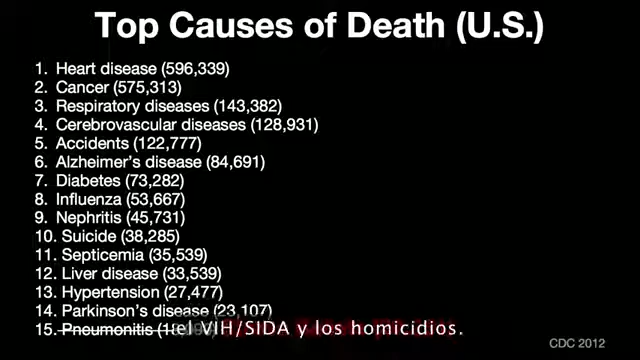 Top Causes of Death (U.S.)
1. Heart disease (596,339)
2. Cancer (575,313)
3. Respiratory diseases (143,382)
4. Cerebrovascular diseases (128,931)
5. Accidents (122,777)
6. Alzheimer's disease (84,691)
7. Diabetes (73,282)
8. Influenza (53,667)
9. Nephritis (45,731)
10. Suicide (38,285)
11. Septicemia (35,539)
12. Liver disease (33,539)
13. Hypertension (27,477)
14. Parkinson's disease (23,107)
15. Pneumonitis
el VIH/SIDA y los homicidios.
CDC 2012